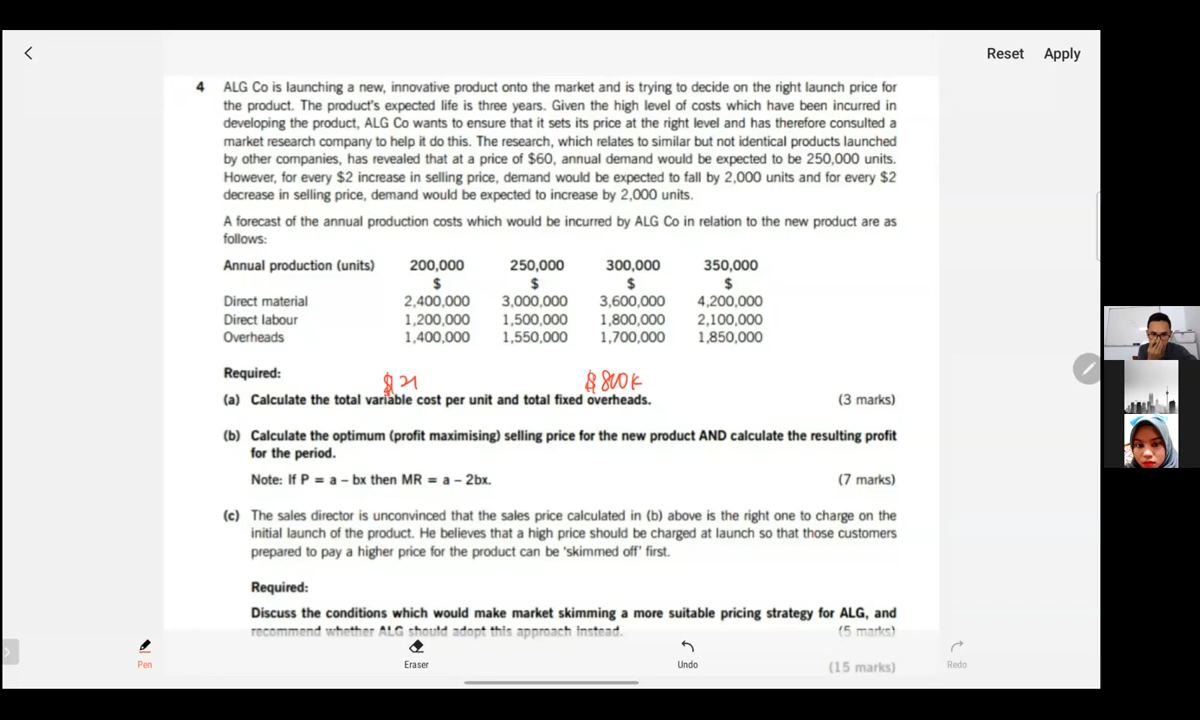 Reset Apply
4 ALG Co is launching a new, innovative product onto the market and is trying to decide on the right launch price for
the product. The product's expected life is three years. Given the high level of costs which have been incurred in
developing the product, ALG Co wants to ensure that it sets its price at the right level and has therefore consulted a
market research company to help it do this. The research, which relates to similar but not identical products launched
by other companies, has revealed that at a price of $60, annual demand would be expected to be 250,000 units.
However, for every $2 increase in selling price, demand would be expected to fall by 2,000 units and for every $2
decrease in selling price, demand would be expected to increase by 2,000 units.
A forecast of the annual production costs which would be incurred by ALG Co in relation to the new product are as
follows:
Annual production (units) 200,000 250,000 300,000 350,000
$ $ $ $
Direct material 2,400,000 3,000,000 3,600,000 4,200,000
Direct labour 1,200,000 1,500,000 1,800,000 2,100,000
Overheads 1,400,000 1,550,000 1,700,000 1,850,000
Required:
$21 $800k
(a) Calculate the total variable cost per unit and total fixed overheads. (3 marks)
(b) Calculate the optimum (profit maximising) selling price for the new product AND calculate the resulting profit
for the period.
Note: If P = a – bx then MR = a – 2bx. (7 marks)
(c) The sales director is unconvinced that the sales price calculated in (b) above is the right one to charge on the
initial launch of the product. He believes that a high price should be charged at launch so that those customers
prepared to pay a higher price for the product can be 'skimmed off' first.
Required:
Discuss the conditions which would make market skimming a more suitable pricing strategy for ALG, and
recommend whether ALG should adopt this approach instead. (5 marks)
(15 marks)
Pen Eraser Undo Redo